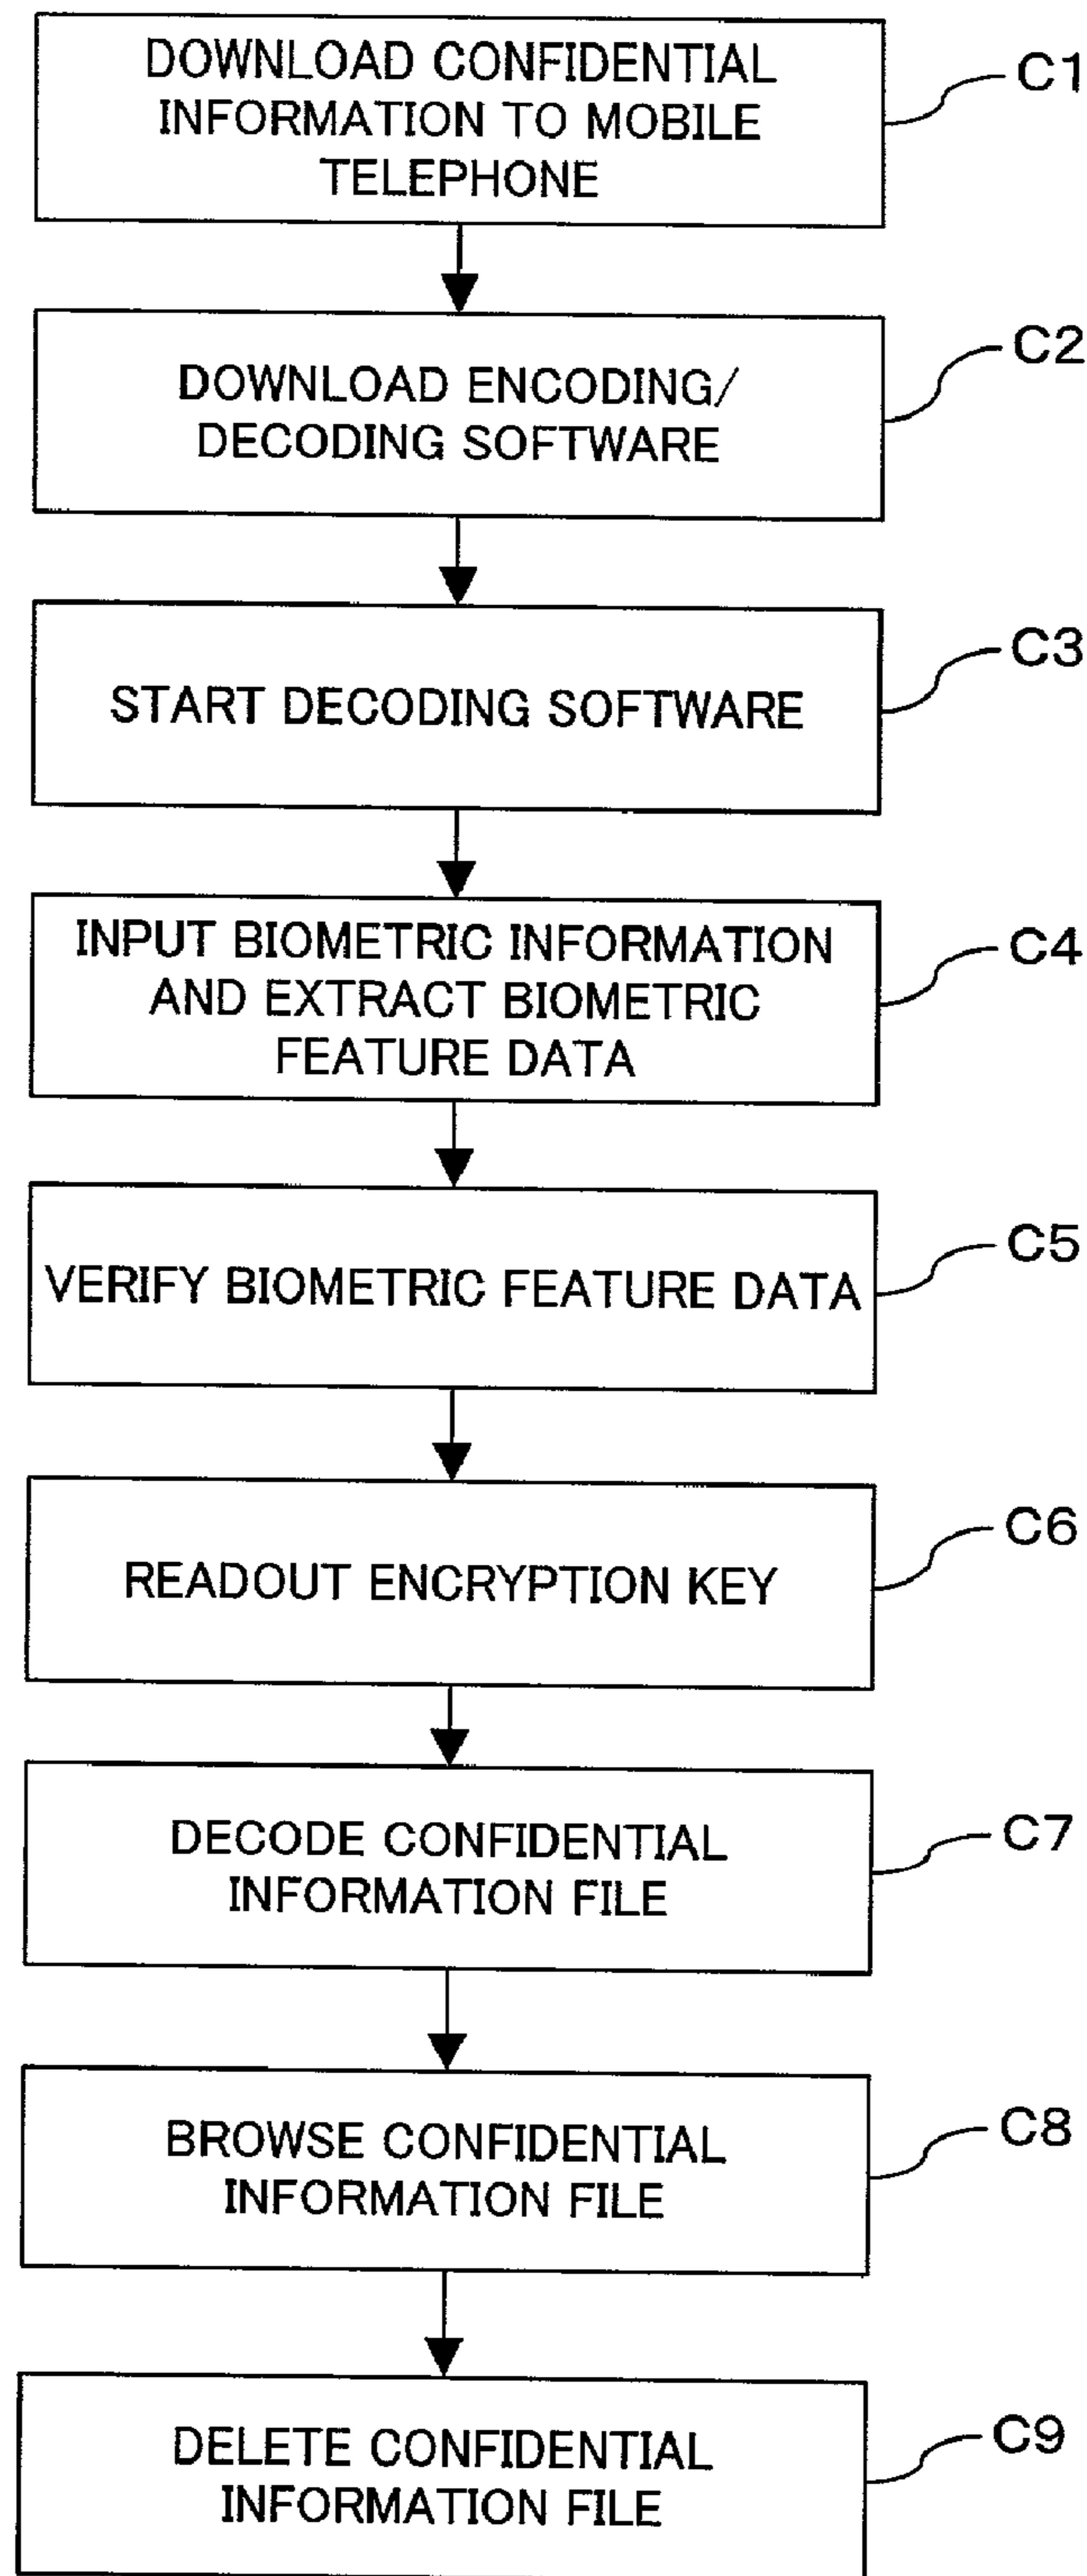 DOWNLOAD CONFIDENTIAL
INFORMATION TO MOBILE
TELEPHONE
C1
DOWNLOAD ENCODING/
DECODING SOFTWARE
C2
START DECODING SOFTWARE
C3
INPUT BIOMETRIC INFORMATION
AND EXTRACT BIOMETRIC
FEATURE DATA
C4
VERIFY BIOMETRIC FEATURE DATA
C5
READOUT ENCRYPTION KEY
C6
DECODE CONFIDENTIAL
INFORMATION FILE
C7
BROWSE CONFIDENTIAL
INFORMATION FILE
C8
DELETE CONFIDENTIAL
INFORMATION FILE
C9